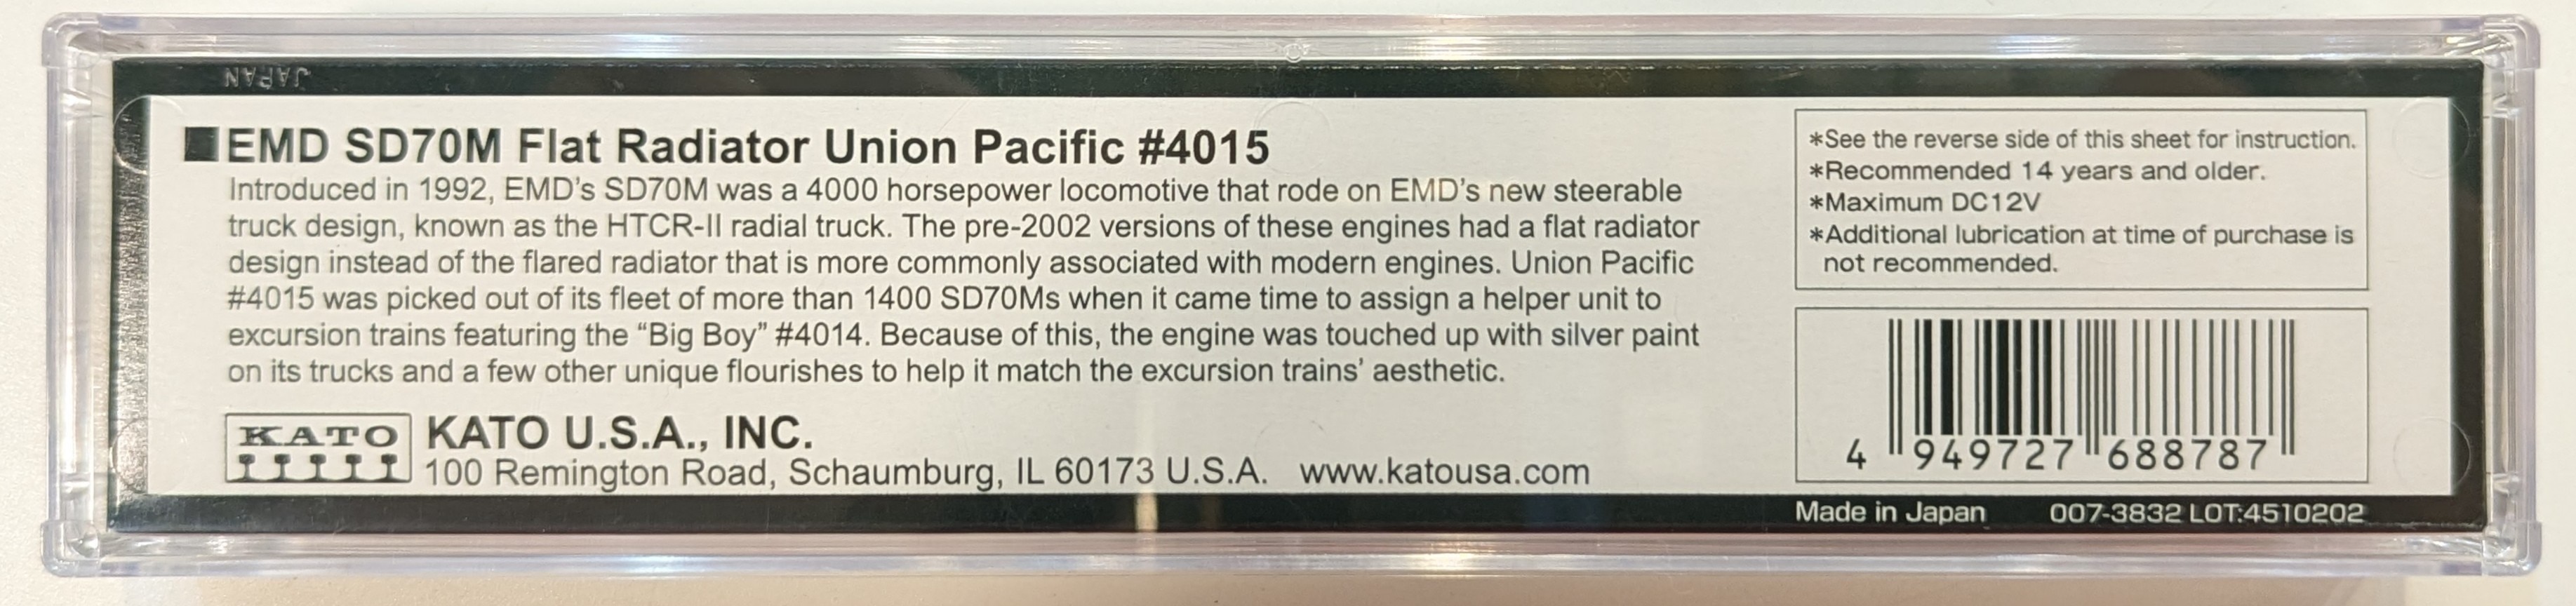 JAPAN
■EMD SD70M Flat Radiator Union Pacific #4015
Introduced in 1992, EMD's SD70M was a 4000 horsepower locomotive that rode on EMD's new steerable
truck design, known as the HTCR-II radial truck. The pre-2002 versions of these engines had a flat radiator
design instead of the flared radiator that is more commonly associated with modern engines. Union Pacific
#4015 was picked out of its fleet of more than 1400 SD70Ms when it came time to assign a helper unit to
excursion trains featuring the “Big Boy” #4014. Because of this, the engine was touched up with silver paint
on its trucks and a few other unique flourishes to help it match the excursion trains’ aesthetic.
KATO
KATO U.S.A., INC.
100 Remington Road, Schaumburg, IL 60173 U.S.A. www.katousa.com
*See the reverse side of this sheet for instruction.
*Recommended 14 years and older.
*Maximum DC12V
*Additional lubrication at time of purchase is
not recommended.
4 949727 688787
Made in Japan 007-3832 LOT:4510202